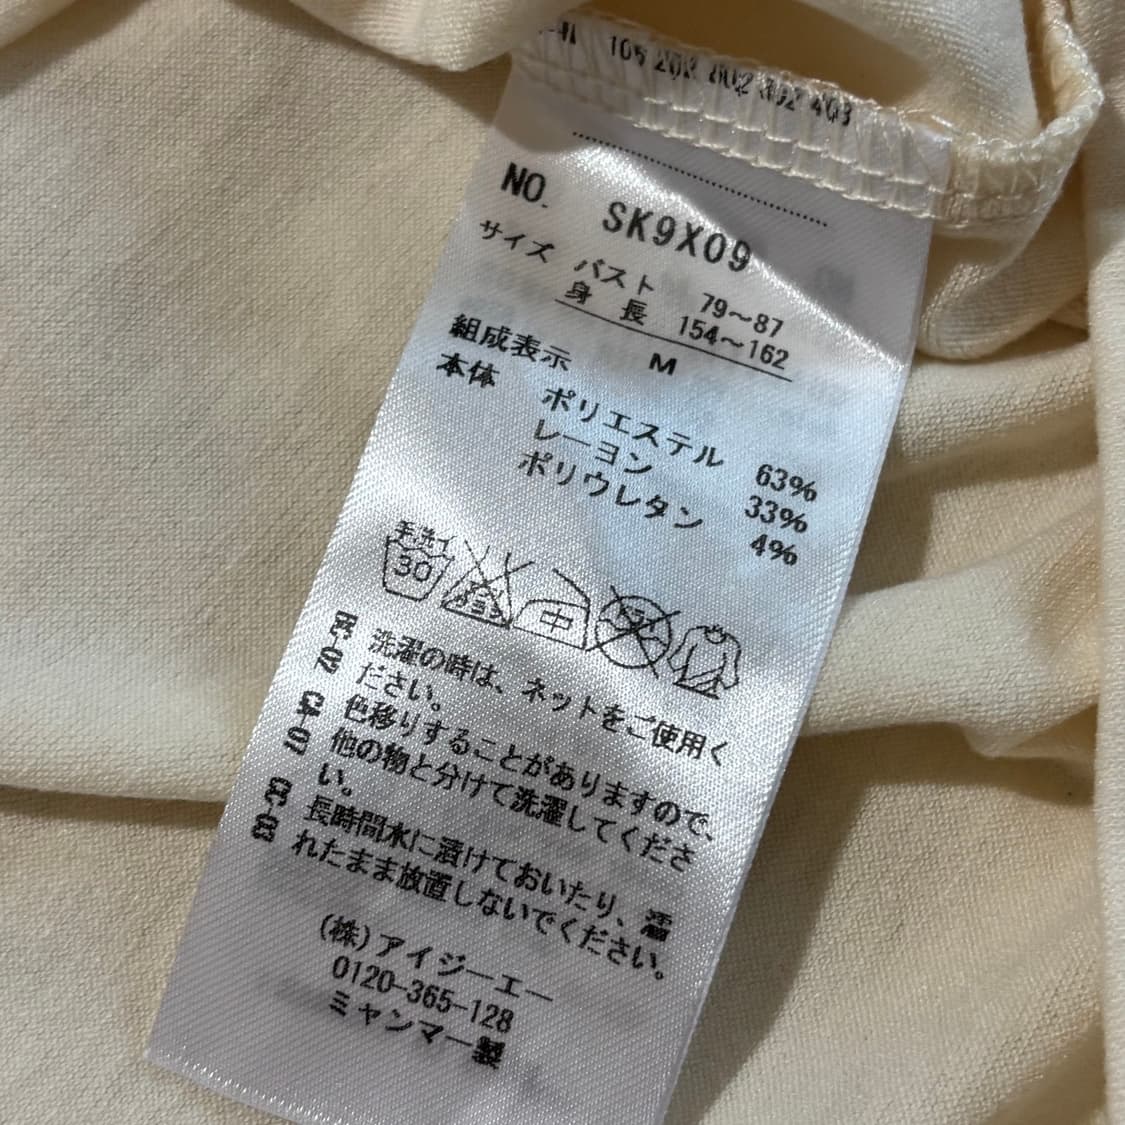 NO. SK9X09
サイズ バスト 79～87
身長 154～162
M
組成表示
本体 ポリエステル 63%
レーヨン 33%
ポリウレタン 4%
手洗イ 30 中
洗濯の時は、ネットをご使用く
ださい。
色移りすることがありますので、
他の物と分けて洗濯してくださ
い。
長時間水に漬けておいたり、濡
れたまま放置しないでください。
(株)アイジーエー
0120-365-128
ミャンマー製